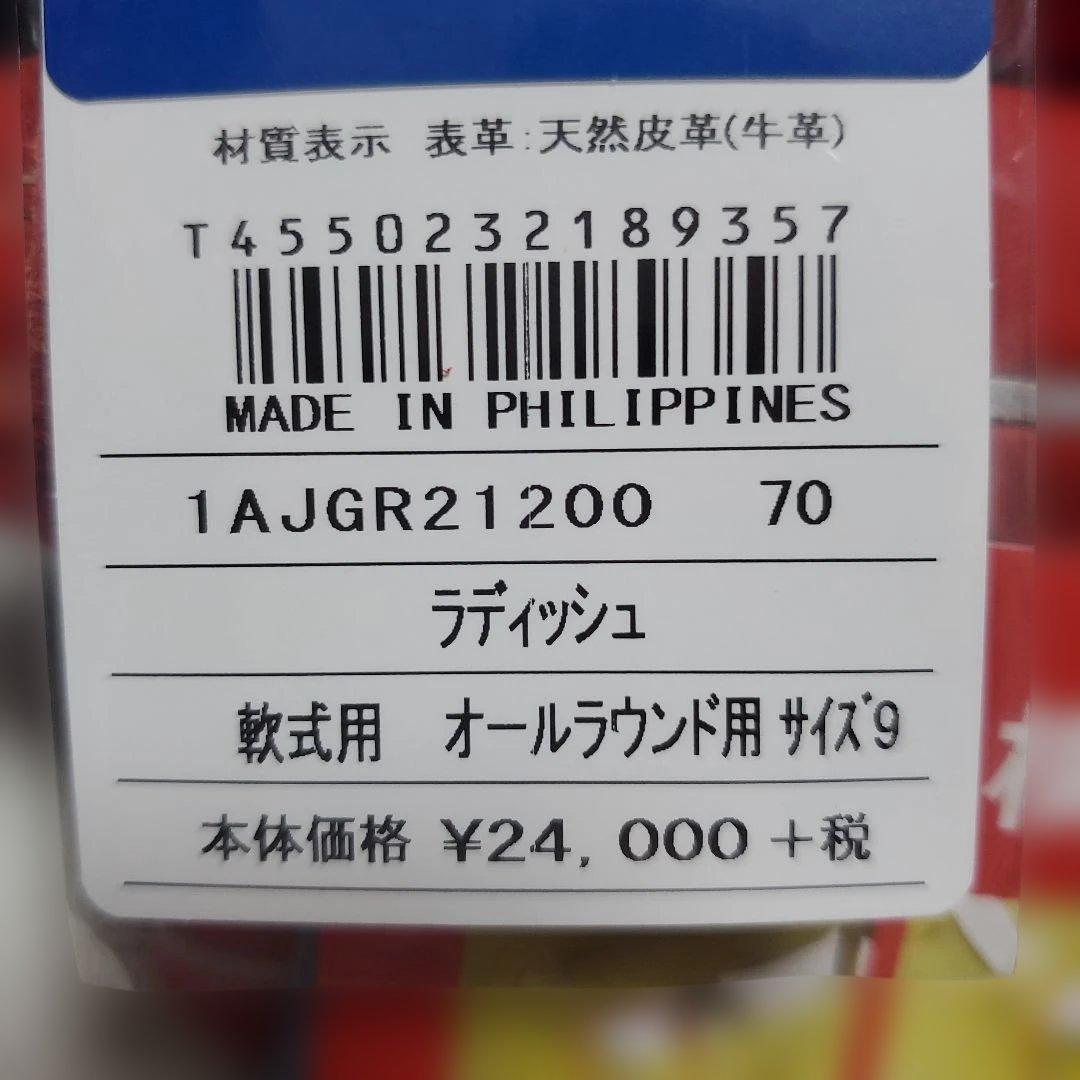 材質表示 表革:天然皮革(牛革)
T4550232189357
MADE IN PHILIPPINES
1AJGR21200 70
ラディッシュ
軟式用 オールラウンド用 サイズ9
本体価格 ¥24,000+税